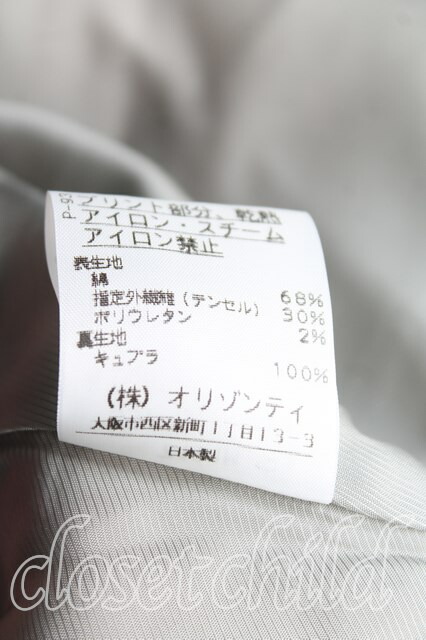 P-93
プリント部分、乾熱
アイロン・スチーム
アイロン禁止
表生地
綿 68%
指定外繊維(テンセル) 30%
ポリウレタン 2%
裏生地
キュプラ 100%
(株) オリゾンティ
大阪市西区新町1丁目13-3
日本製
closetchild